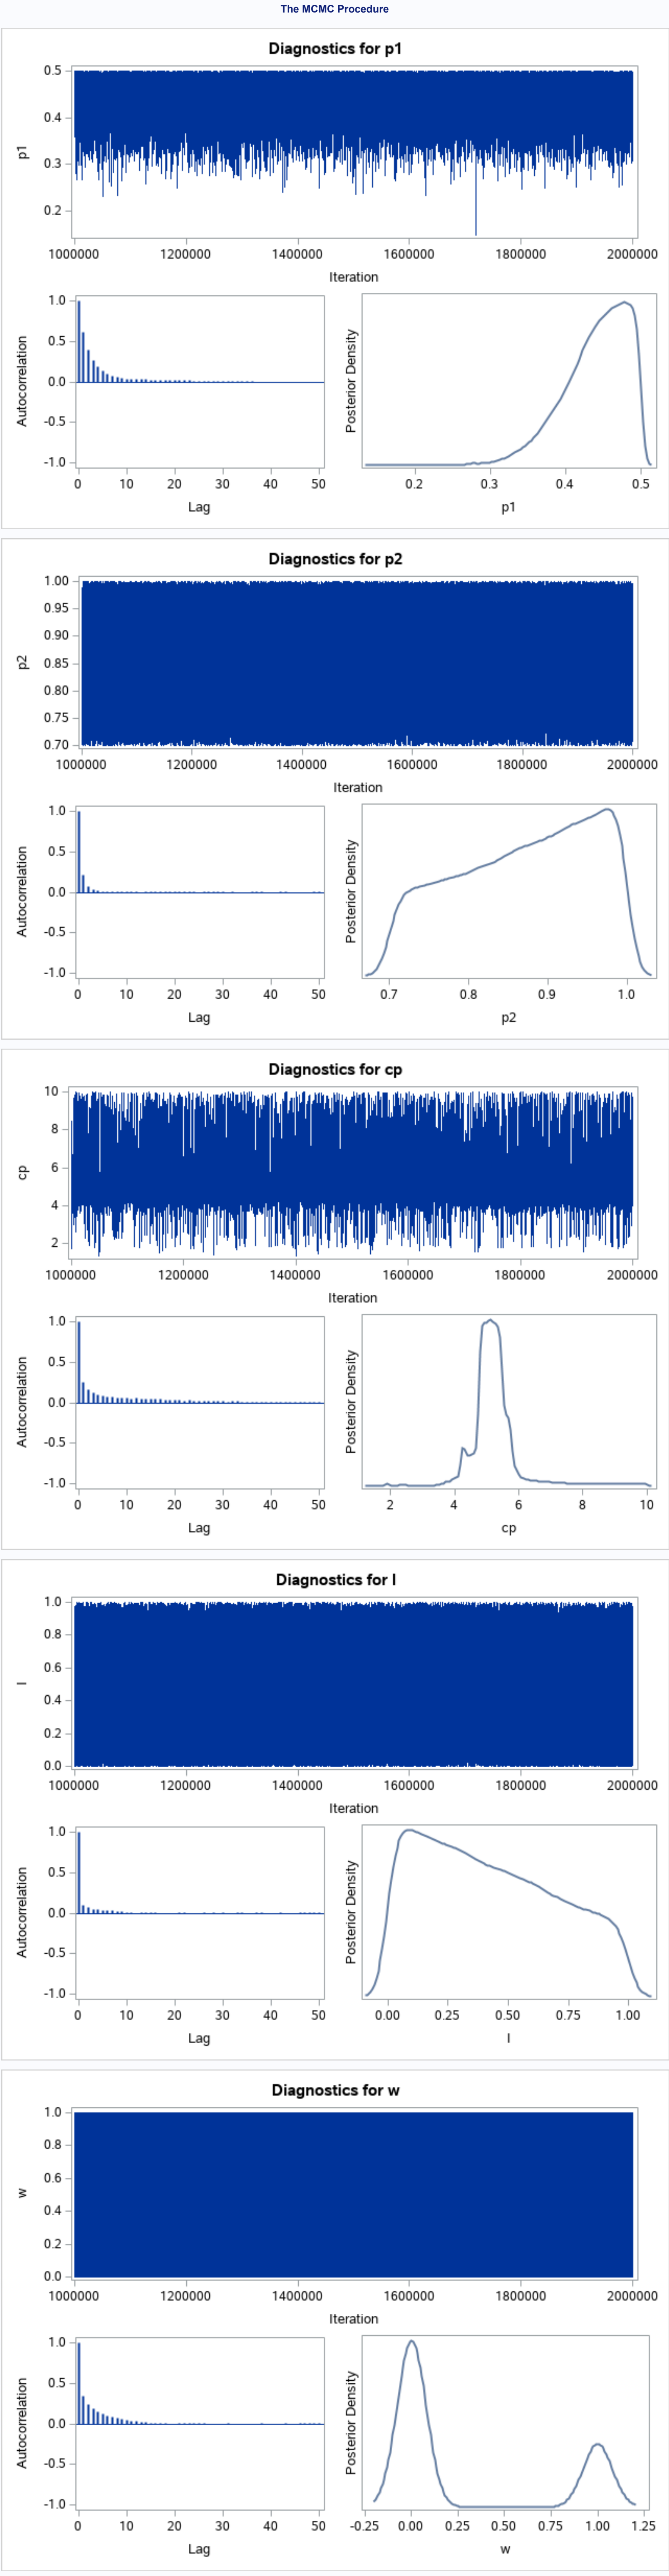 The MCMC Procedure
Diagnostics for p1
0.5
0.4
0.3
0.2
p1
1000000 1200000 1400000 1600000 1800000 2000000
Iteration
1.0
0.5
0.0
-0.5
-1.0
Autocorrelation
0 10 20 30 40 50
Lag
Posterior Density
0.2 0.3 0.4 0.5
p1
Diagnostics for p2
1.00
0.95
0.90
0.85
0.80
0.75
0.70
p2
1000000 1200000 1400000 1600000 1800000 2000000
Iteration
1.0
0.5
0.0
-0.5
-1.0
Autocorrelation
0 10 20 30 40 50
Lag
Posterior Density
0.7 0.8 0.9 1.0
p2
Diagnostics for cp
10
8
6
4
2
cp
1000000 1200000 1400000 1600000 1800000 2000000
Iteration
1.0
0.5
0.0
-0.5
-1.0
Autocorrelation
0 10 20 30 40 50
Lag
Posterior Density
2 4 6 8 10
cp
Diagnostics for l
1.0
0.8
0.6
0.4
0.2
0.0
l
1000000 1200000 1400000 1600000 1800000 2000000
Iteration
1.0
0.5
0.0
-0.5
-1.0
Autocorrelation
0 10 20 30 40 50
Lag
Posterior Density
0.00 0.25 0.50 0.75 1.00
l
Diagnostics for w
1.0
0.8
0.6
0.4
0.2
0.0
w
1000000 1200000 1400000 1600000 1800000 2000000
Iteration
1.0
0.5
0.0
-0.5
-1.0
Autocorrelation
0 10 20 30 40 50
Lag
Posterior Density
-0.25 0.00 0.25 0.50 0.75 1.00 1.25
w